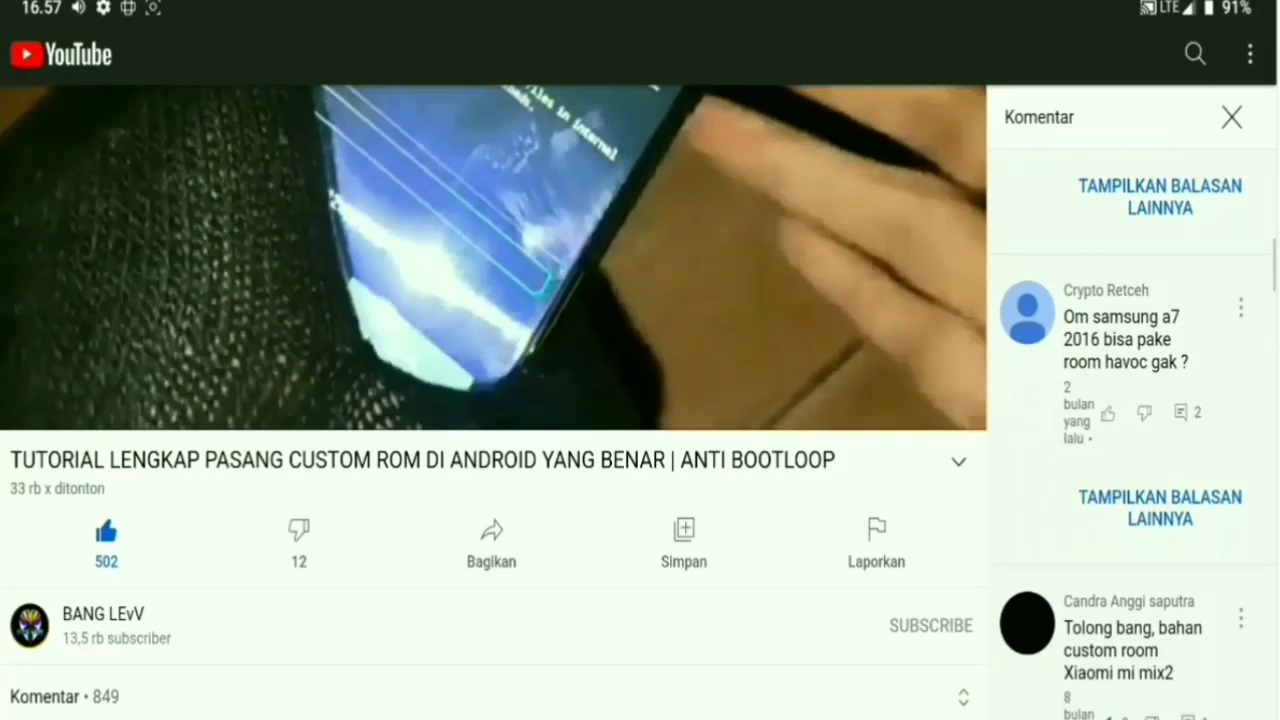 16.57
LTE 91%
YouTube
files in internal
Komentar
TAMPILKAN BALASAN
LAINNYA
Crypto Retceh
Om samsung a7
2016 bisa pake
room havoc gak ?
2
bulan
yang
lalu •
2
TAMPILKAN BALASAN
LAINNYA
Candra Anggi saputra
Tolong bang, bahan
custom room
Xiaomi mi mix2
8
bulan
TUTORIAL LENGKAP PASANG CUSTOM ROM DI ANDROID YANG BENAR | ANTI BOOTLOOP
33 rb x ditonton
502
12
Bagikan
Simpan
Laporkan
BANG LEvV
13,5 rb subscriber
SUBSCRIBE
Komentar • 849